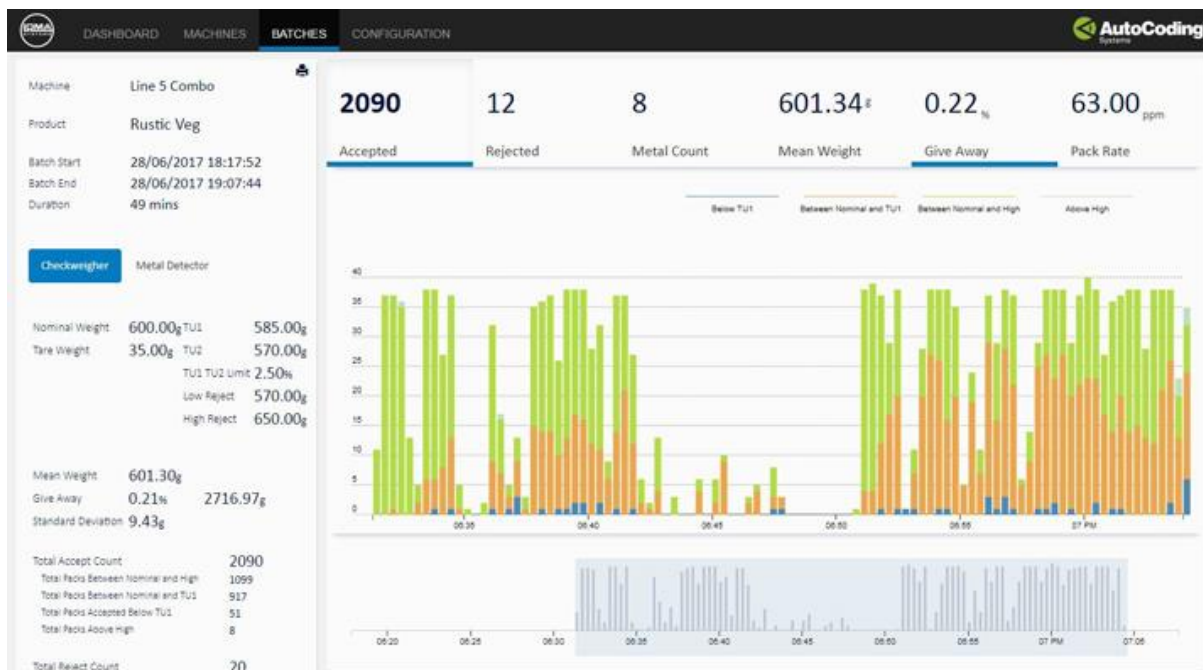 DASHBOARD MACHINES BATCHES CONFIGURATION
AutoCoding
Systems
Machine Line 5 Combo
Product Rustic Veg
Batch Start 28/06/2017 18:17:52
Batch End 28/06/2017 19:07:44
Duration 49 mins
Checkweigher Metal Detector
Nominal Weight 600.00g TU1 585.00g
Tare Weight 35.00g TU2 570.00g
TU1 TU2 Limit 2.50%
Low Reject 570.00g
High Reject 650.00g
Mean Weight 601.30g
Give Away 0.21% 2716.97g
Standard Deviation 9.43g
Total Accept Count 2090
Total Packs Between Nominal and High 1099
Total Packs Between Nominal and TU1 917
Total Packs Accepted Below TU1 51
Total Packs Above High 8
Total Reject Count 20
2090 12 8 601.34g 0.22% 63.00ppm
Accepted Rejected Metal Count Mean Weight Give Away Pack Rate
Below TU1 Between Nominal and TU1 Between Nominal and High Above High
40
35
30
25
20
15
10
5
0
06:35 06:40 06:45 06:50 06:55 07 PM
06:20 06:25 06:30 06:35 06:40 06:45 06:50 06:55 07 PM 07:05